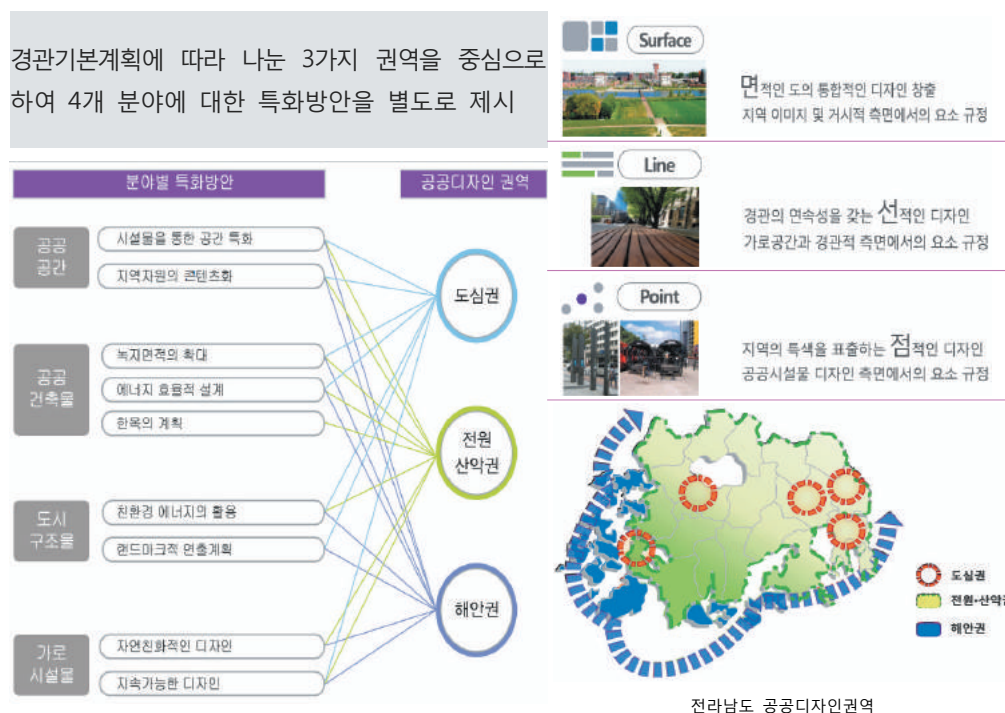 경관기본계획에 따라 나눈 3가지 권역을 중심으로
하여 4개 분야에 대한 특화방안을 별도로 제시
분야별 특화방안
공공디자인 권역
공공
공간
시설물을 통한 공간 특화
지역자원의 콘텐츠화
공공
건축물
녹지면적의 확대
에너지 효율적 설계
한옥의 계획
도시
구조물
친환경 에너지의 활용
랜드마크적 연출계획
가로
시설물
자연친화적인 디자인
지속가능한 디자인
도심권
전원
산악권
해안권
Surface
면적인 도의 통합적인 디자인 창출
지역 이미지 및 거시적 측면에서의 요소 규정
Line
경관의 연속성을 갖는 선적인 디자인
가로공간과 경관적 측면에서의 요소 규정
Point
지역의 특색을 표출하는 점적인 디자인
공공시설물 디자인 측면에서의 요소 규정
도심권
전원·산악권
해안권
전라남도 공공디자인권역